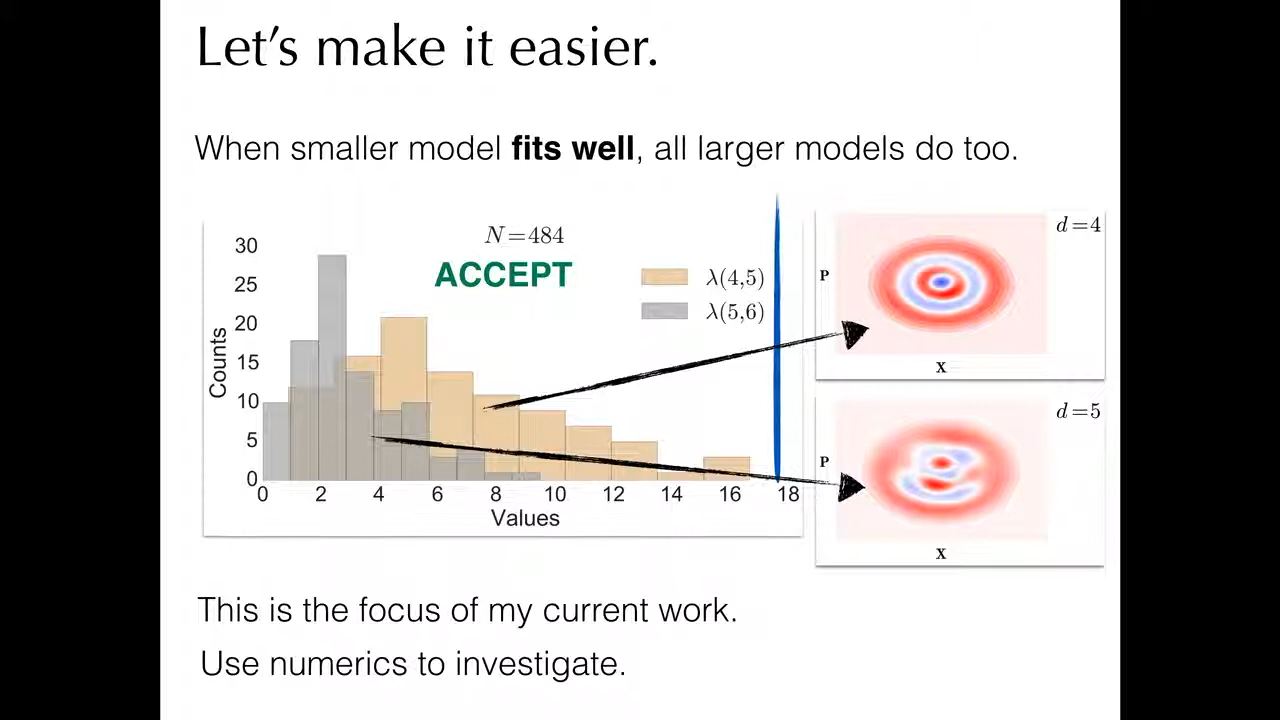 Let's make it easier.
When smaller model fits well, all larger models do too.
N=484
ACCEPT
λ(4,5)
λ(5,6)
Counts
30
25
20
15
10
5
0
0 2 4 6 8 10 12 14 16 18
Values
d=4
P
X
d=5
P
X
This is the focus of my current work.
Use numerics to investigate.